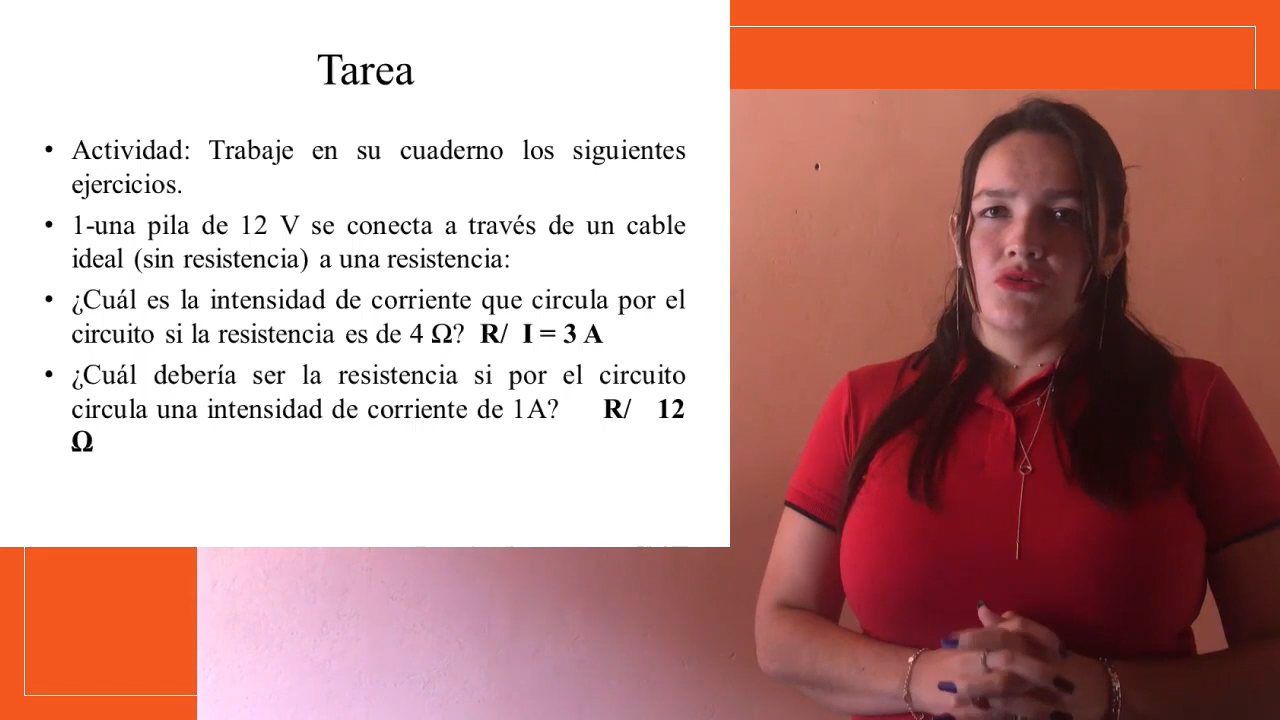 Tarea
• Actividad: Trabaje en su cuaderno los siguientes
ejercicios.
• 1-una pila de 12 V se conecta a través de un cable
ideal (sin resistencia) a una resistencia:
• ¿Cuál es la intensidad de corriente que circula por el
circuito si la resistencia es de 4 Ω? R/ I = 3 A
• ¿Cuál debería ser la resistencia si por el circuito
circula una intensidad de corriente de 1A? R/ 12
Ω